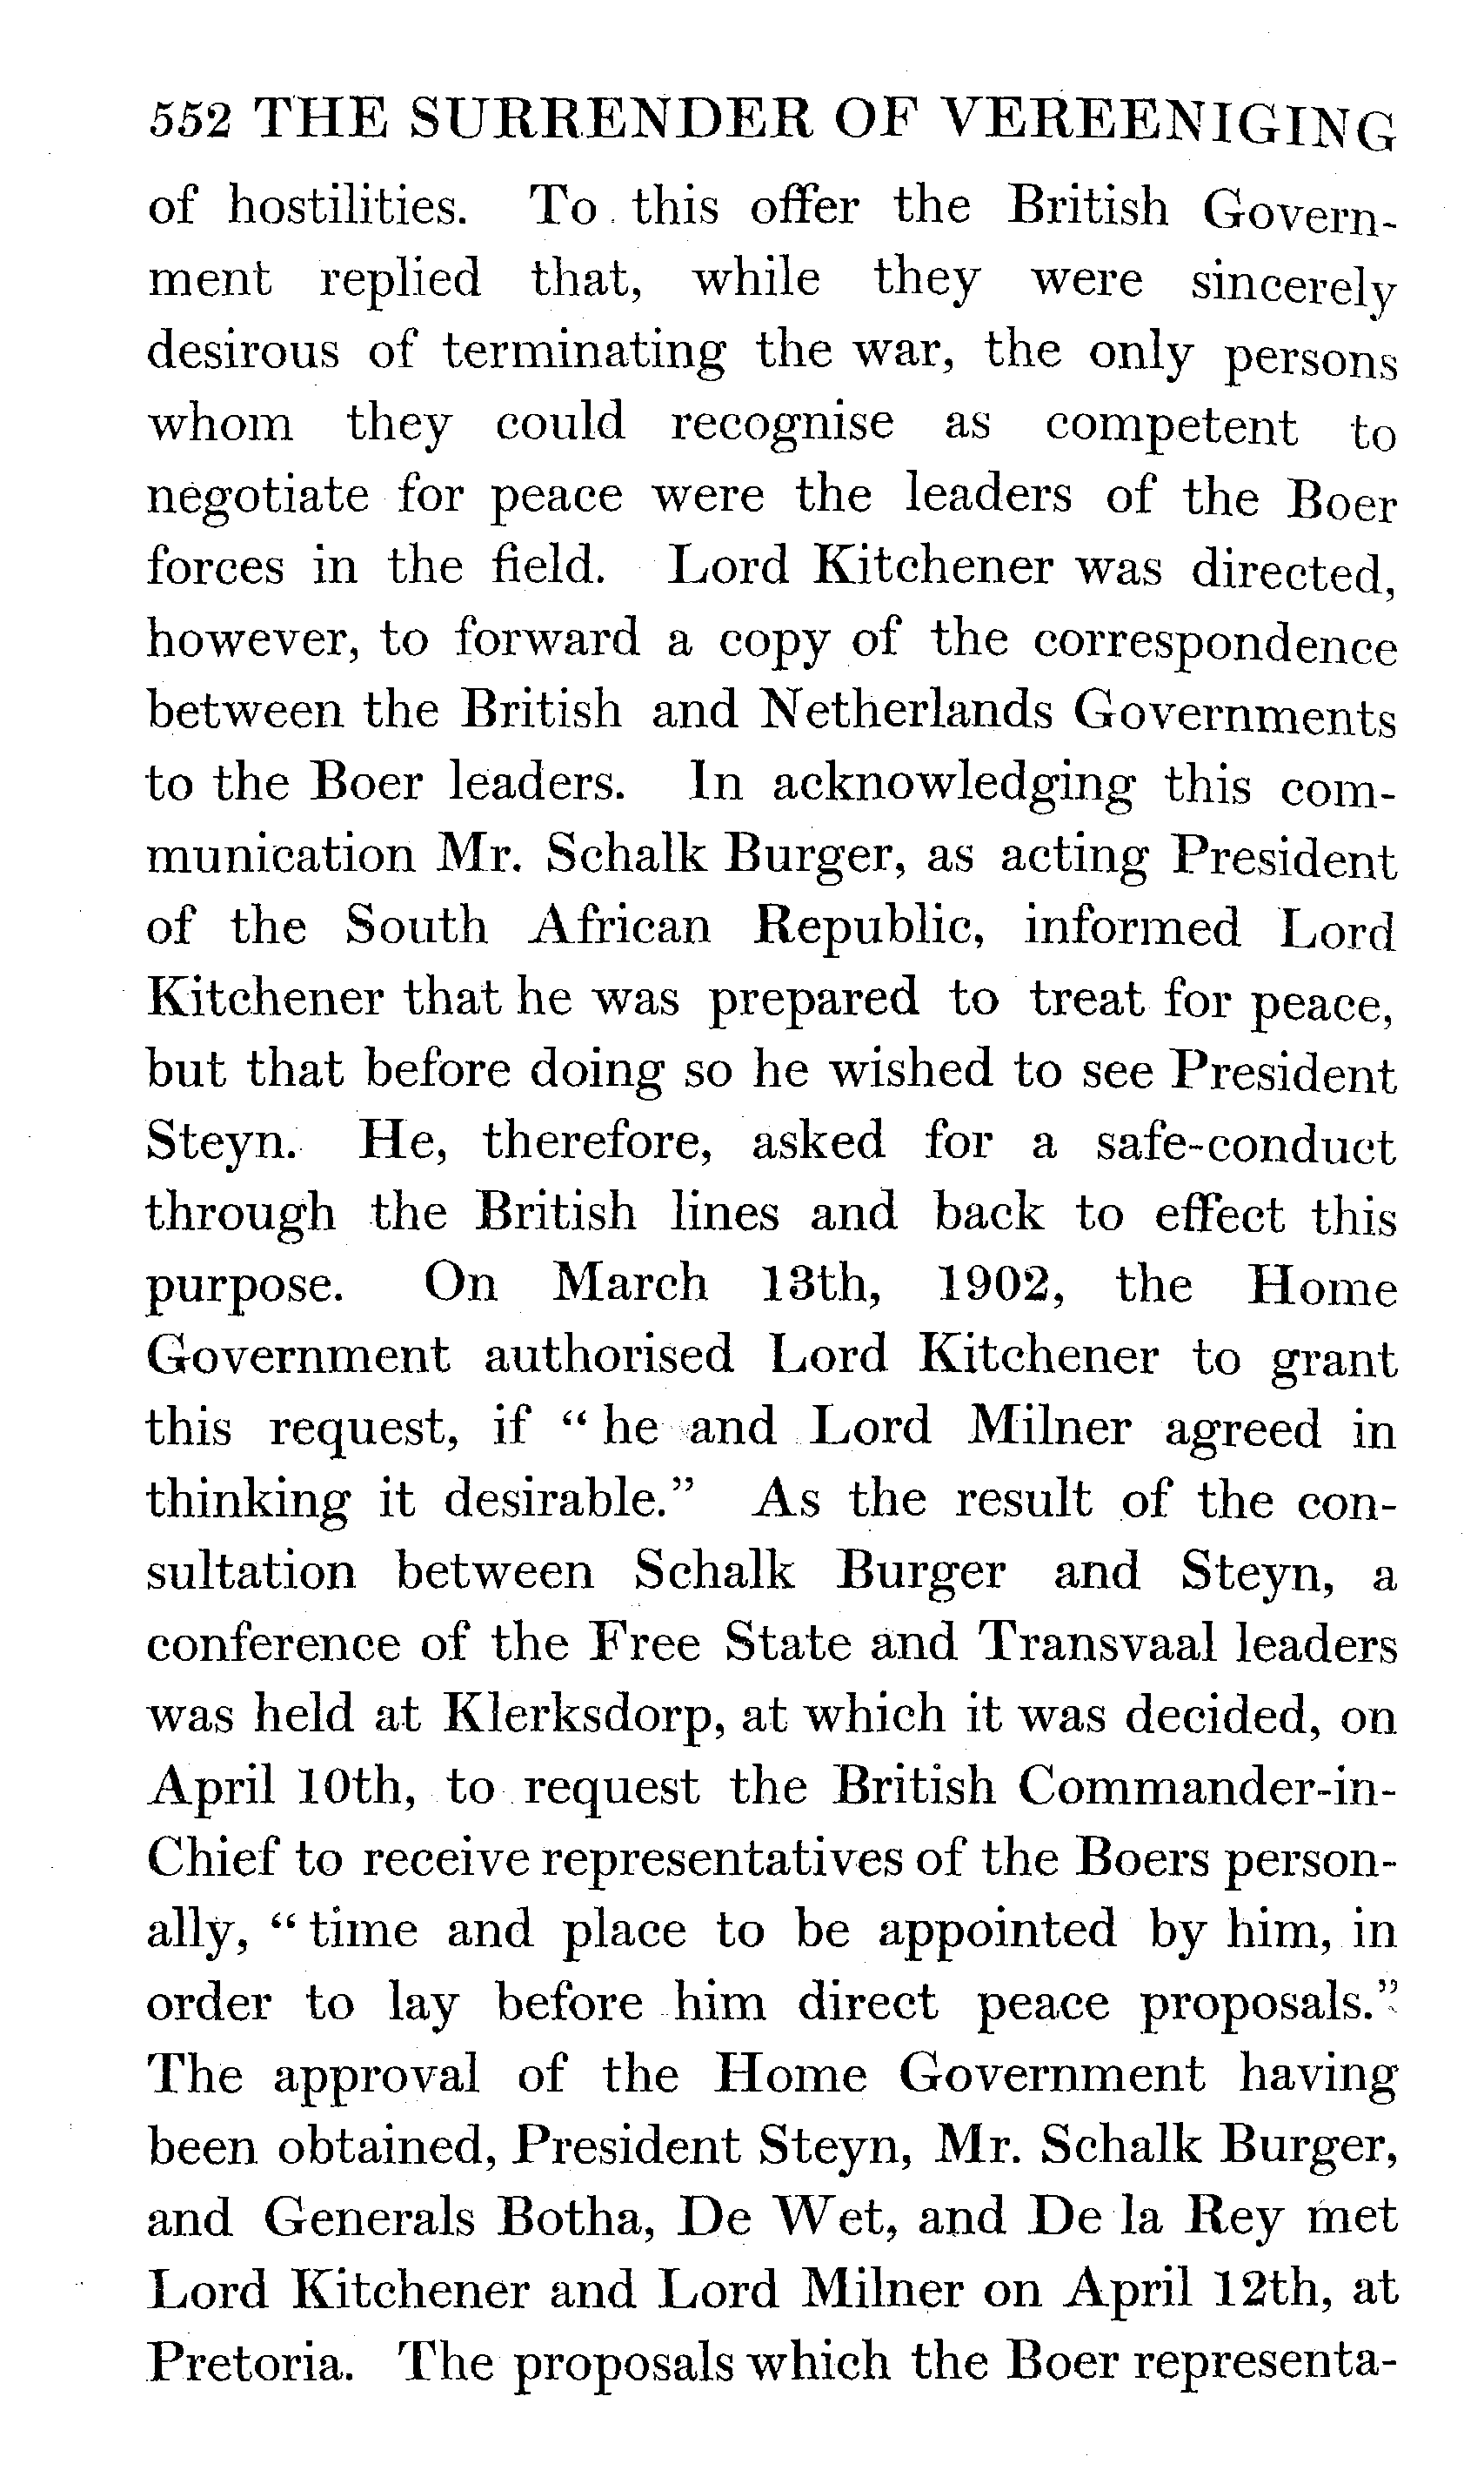 552 THE SURRENDER OF VEREENIGING
of hostilities. To this offer the British Govern-
ment replied that, while they were sincerely
desirous of terminating the war, the only persons
whom they could recognise as competent to
negotiate for peace were the leaders of the Boer
forces in the field. Lord Kitchener was directed,
however, to forward a copy of the correspondence
between the British and Netherlands Governments
to the Boer leaders. In acknowledging this com-
munication Mr. Schalk Burger, as acting President
of the South African Republic, informed Lord
Kitchener that he was prepared to treat for peace,
but that before doing so he wished to see President
Steyn. He, therefore, asked for a safe-conduct
through the British lines and back to effect this
purpose. On March 13th, 1902, the Home
Government authorised Lord Kitchener to grant
this request, if “ he and Lord Milner agreed in
thinking it desirable.” As the result of the con-
sultation between Schalk Burger and Steyn, a
conference of the Free State and Transvaal leaders
was held at Klerksdorp, at which it was decided, on
April 10th, to request the British Commander-in-
Chief to receive representatives of the Boers person-
ally, “ time and place to be appointed by him, in
order to lay before him direct peace proposals.”
The approval of the Home Government having
been obtained, President Steyn, Mr. Schalk Burger,
and Generals Botha, De Wet, and De la Rey met
Lord Kitchener and Lord Milner on April 12th, at
Pretoria. The proposals which the Boer representa-